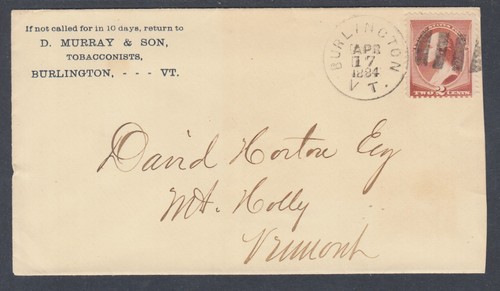 If not called for in 10 days, return to
D. MURRAY & SON,
TOBACCONISTS,
BURLINGTON, - - - VT.
BURLINGTON
APR
17
1884
VT.
TWO 2 CENTS
David Horton Esq
Mt. Holly
Vermont